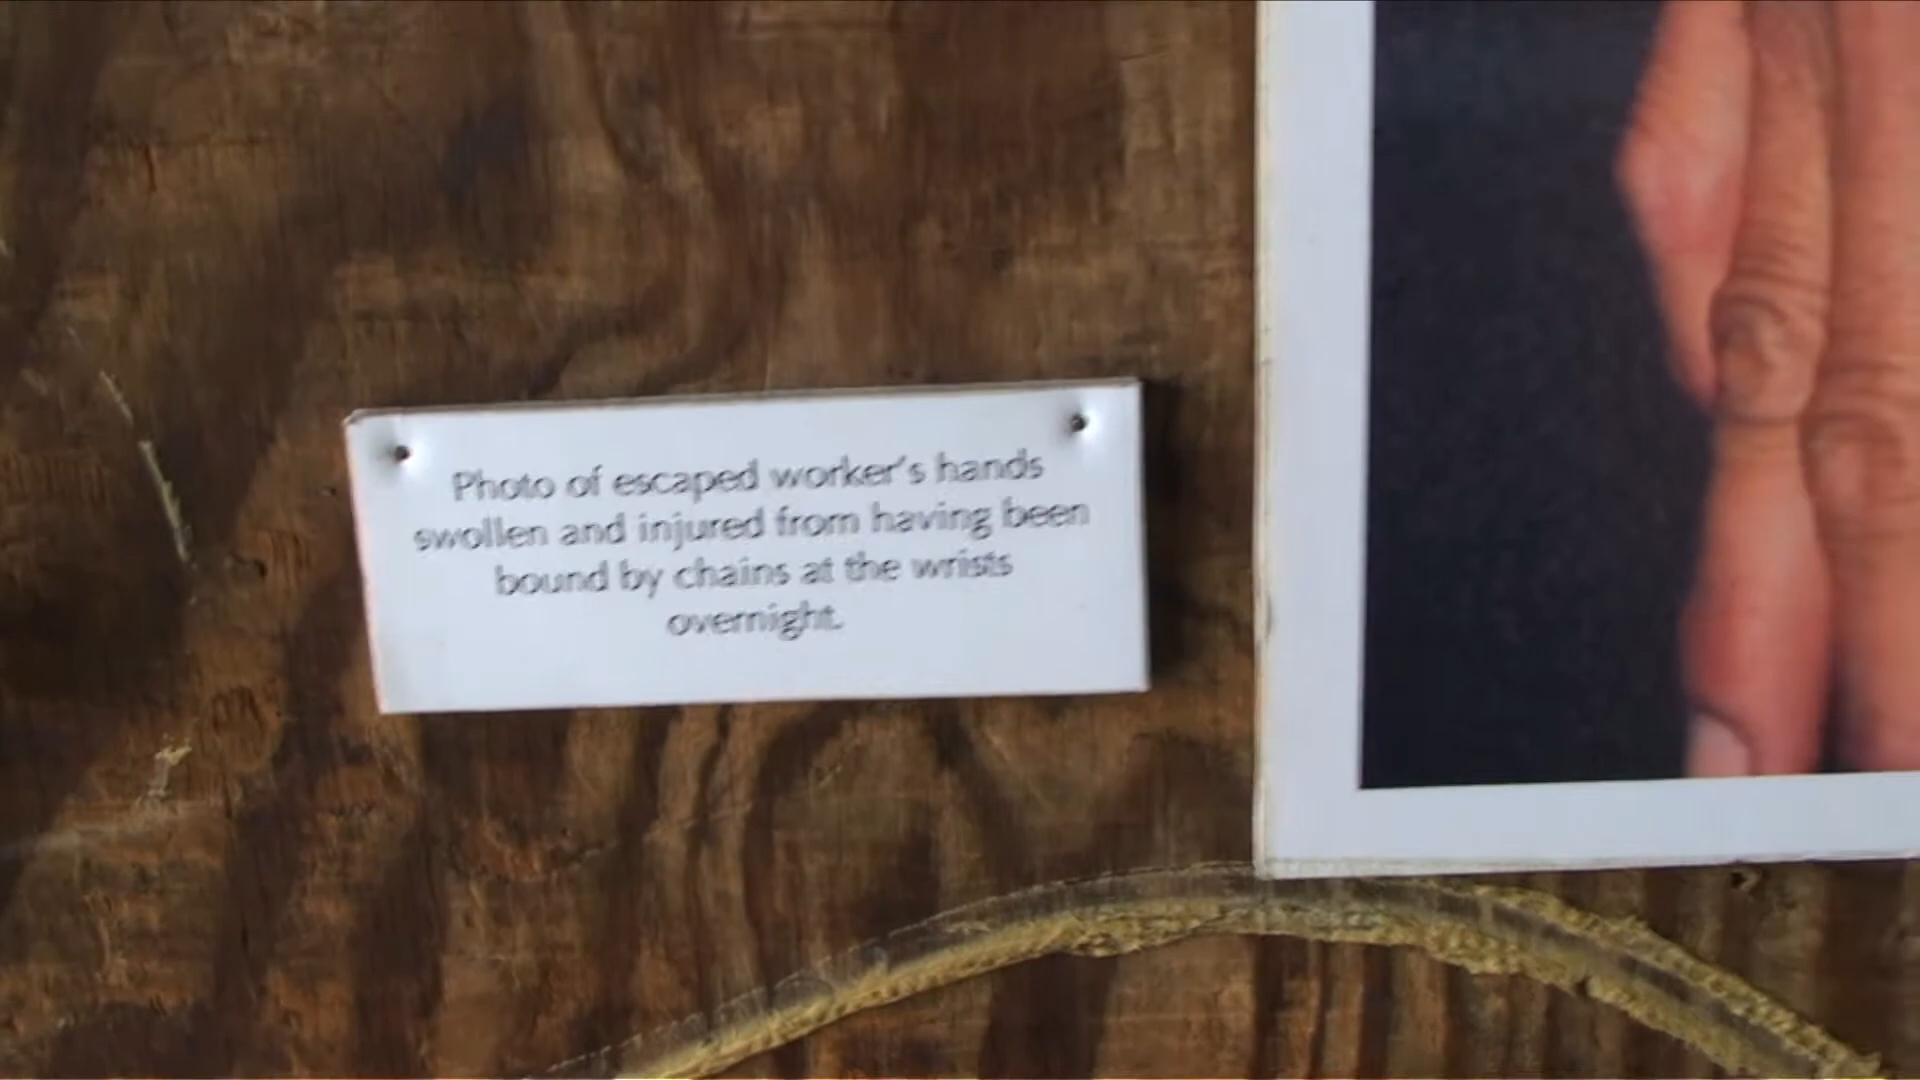 Photo of escaped worker's hands
swollen and injured from having been
bound by chains at the wrists
overnight.